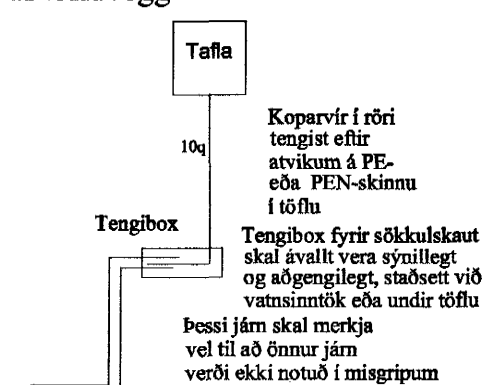 Tafla
Koparvír í röri
tengist eftir
atvikum á PE-
eða PEN-skinnu
í töflu
10q
Tengibox
Tengibox fyrir sökkulskaut
skal ávallt vera sýnillegt
og aðgengilegt, staðsett við
vatnsinntök eða undir töflu
Þessi járn skal merkja
vel til að önnur járn
verði ekki notuð í misgripum